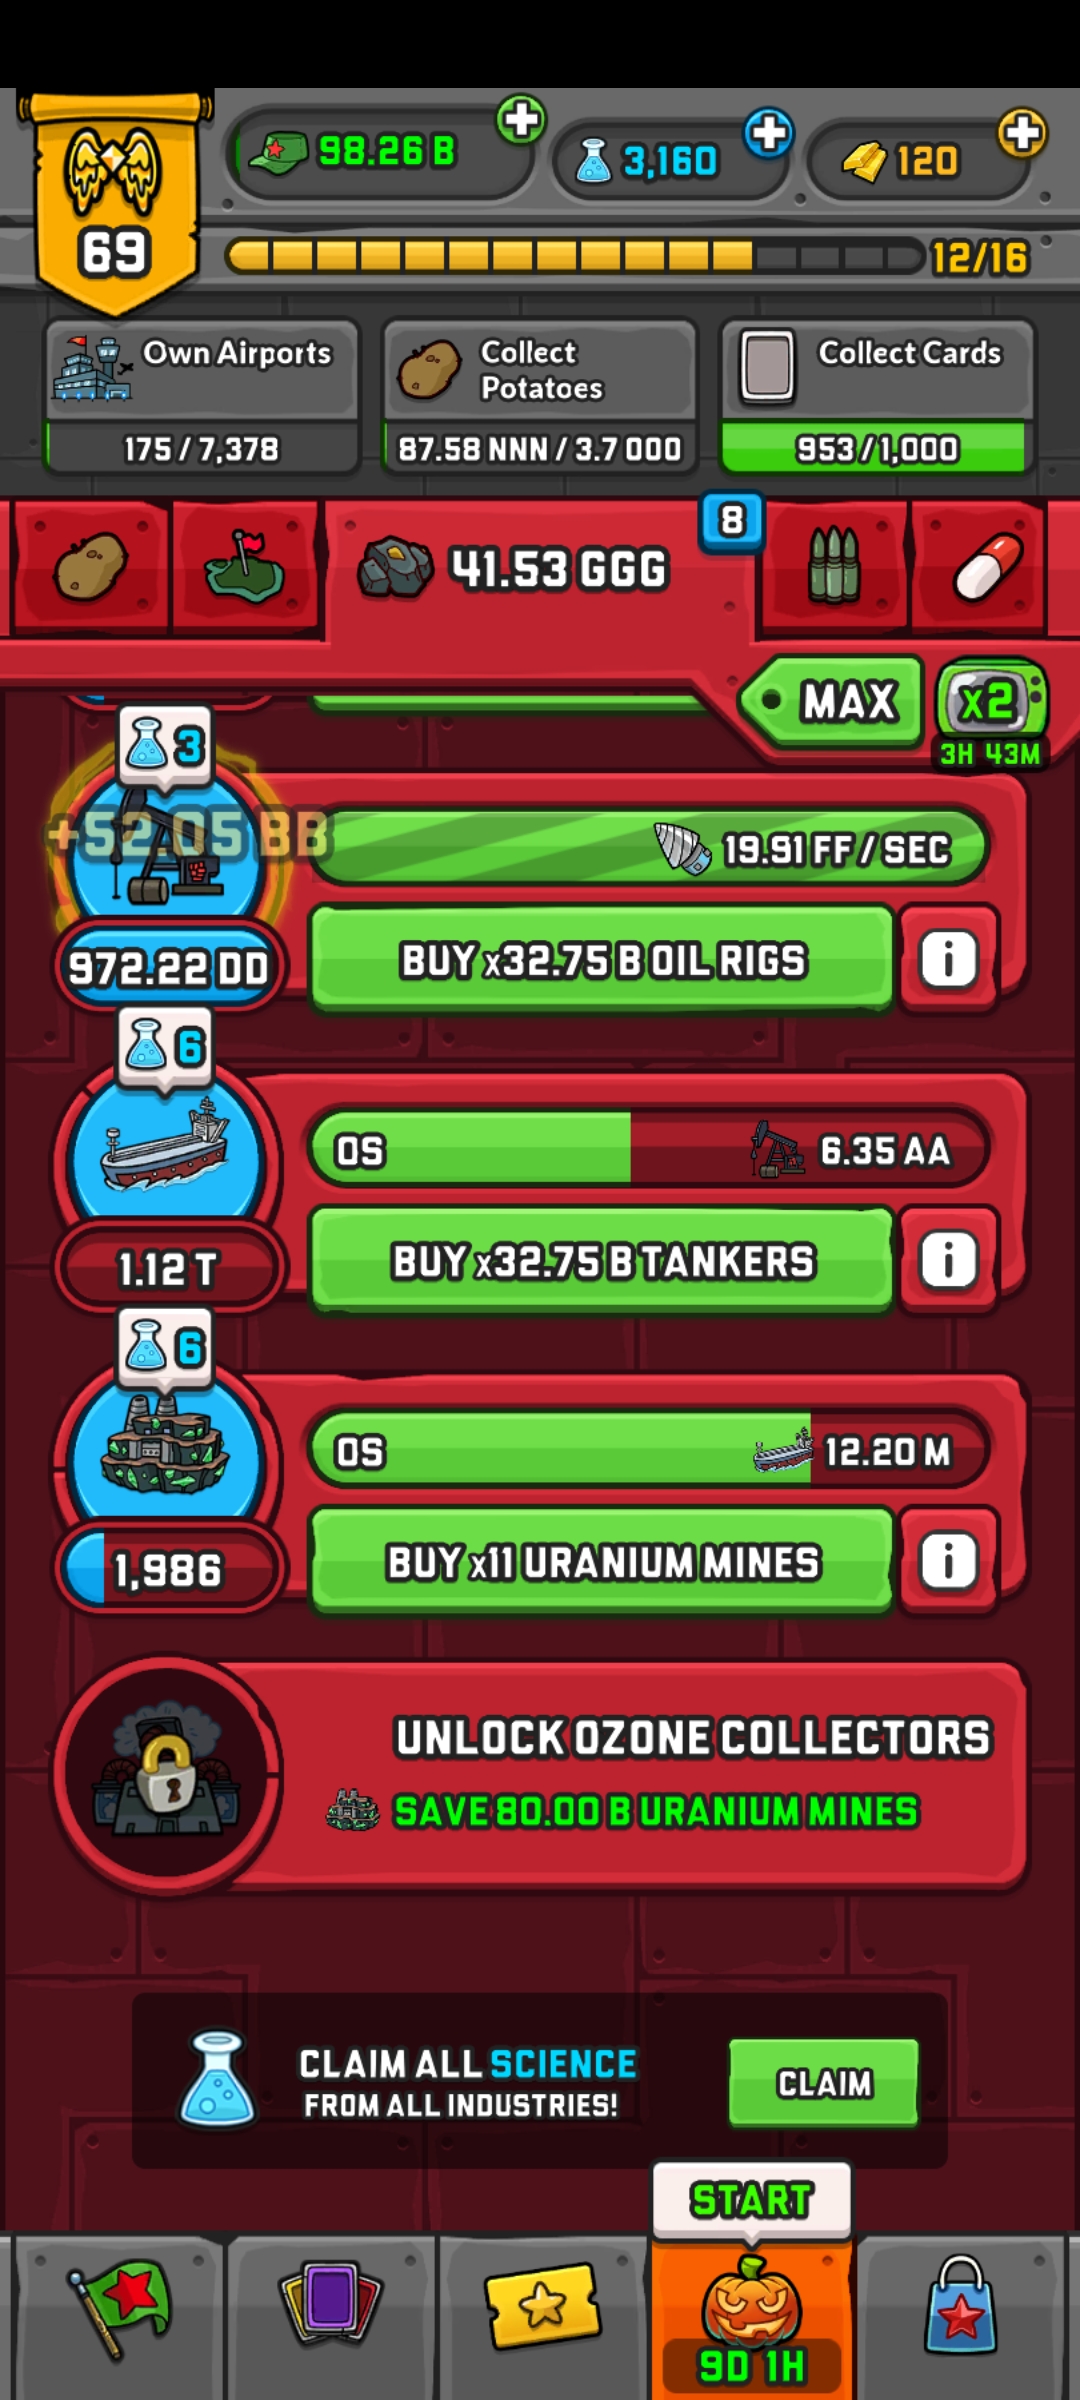 98.26 B
3,160
120
69
12/16
Own Airports
175 / 7,378
Collect
Potatoes
87.58 NNN / 3.7 OOO
Collect Cards
953 / 1,000
41.53 GGG
8
MAX
x2
3H 43M
3
+52.05 BB
19.91 FF / SEC
972.22 DD
BUY x32.75 B OIL RIGS
i
6
0S
6.35 AA
1.12 T
BUY x32.75 B TANKERS
i
6
0S
12.20 M
1,986
BUY x11 URANIUM MINES
i
UNLOCK OZONE COLLECTORS
SAVE 80.00 B URANIUM MINES
CLAIM ALL SCIENCE
FROM ALL INDUSTRIES!
CLAIM
START
9D 1H